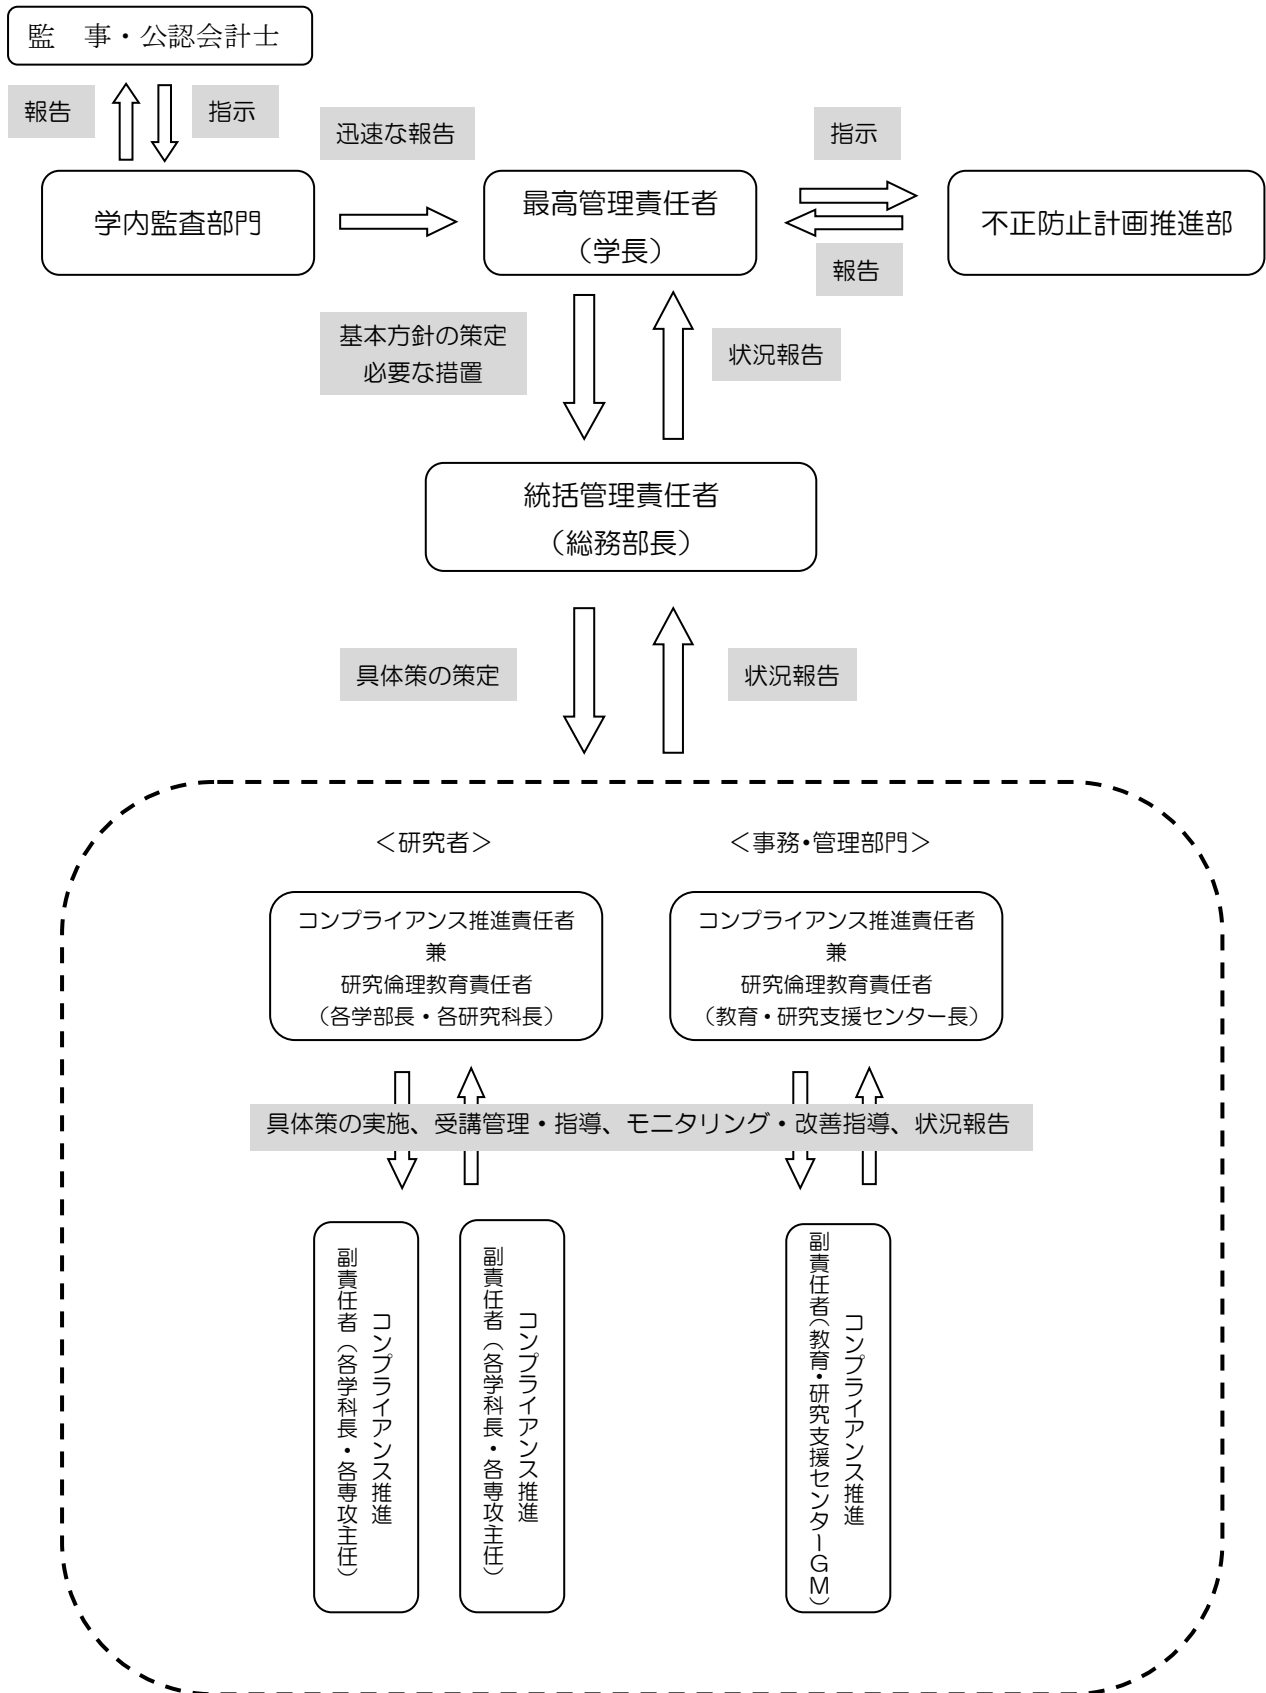 監　事・公認会計士
報告
指示
迅速な報告
指示
学内監査部門
最高管理責任者
（学長）
不正防止計画推進部
報告
基本方針の策定
必要な措置
状況報告
統括管理責任者
（総務部長）
具体策の策定
状況報告
＜研究者＞
＜事務・管理部門＞
コンプライアンス推進責任者
兼
研究倫理教育責任者
（各学部長・各研究科長）
コンプライアンス推進責任者
兼
研究倫理教育責任者
（教育・研究支援センター長）
具体策の実施、受講管理・指導、モニタリング・改善指導、状況報告
コンプライアンス推進
副責任者（各学科長・各専攻主任）
コンプライアンス推進
副責任者（各学科長・各専攻主任）
コンプライアンス推進
副責任者（教育・研究支援センターＧＭ）